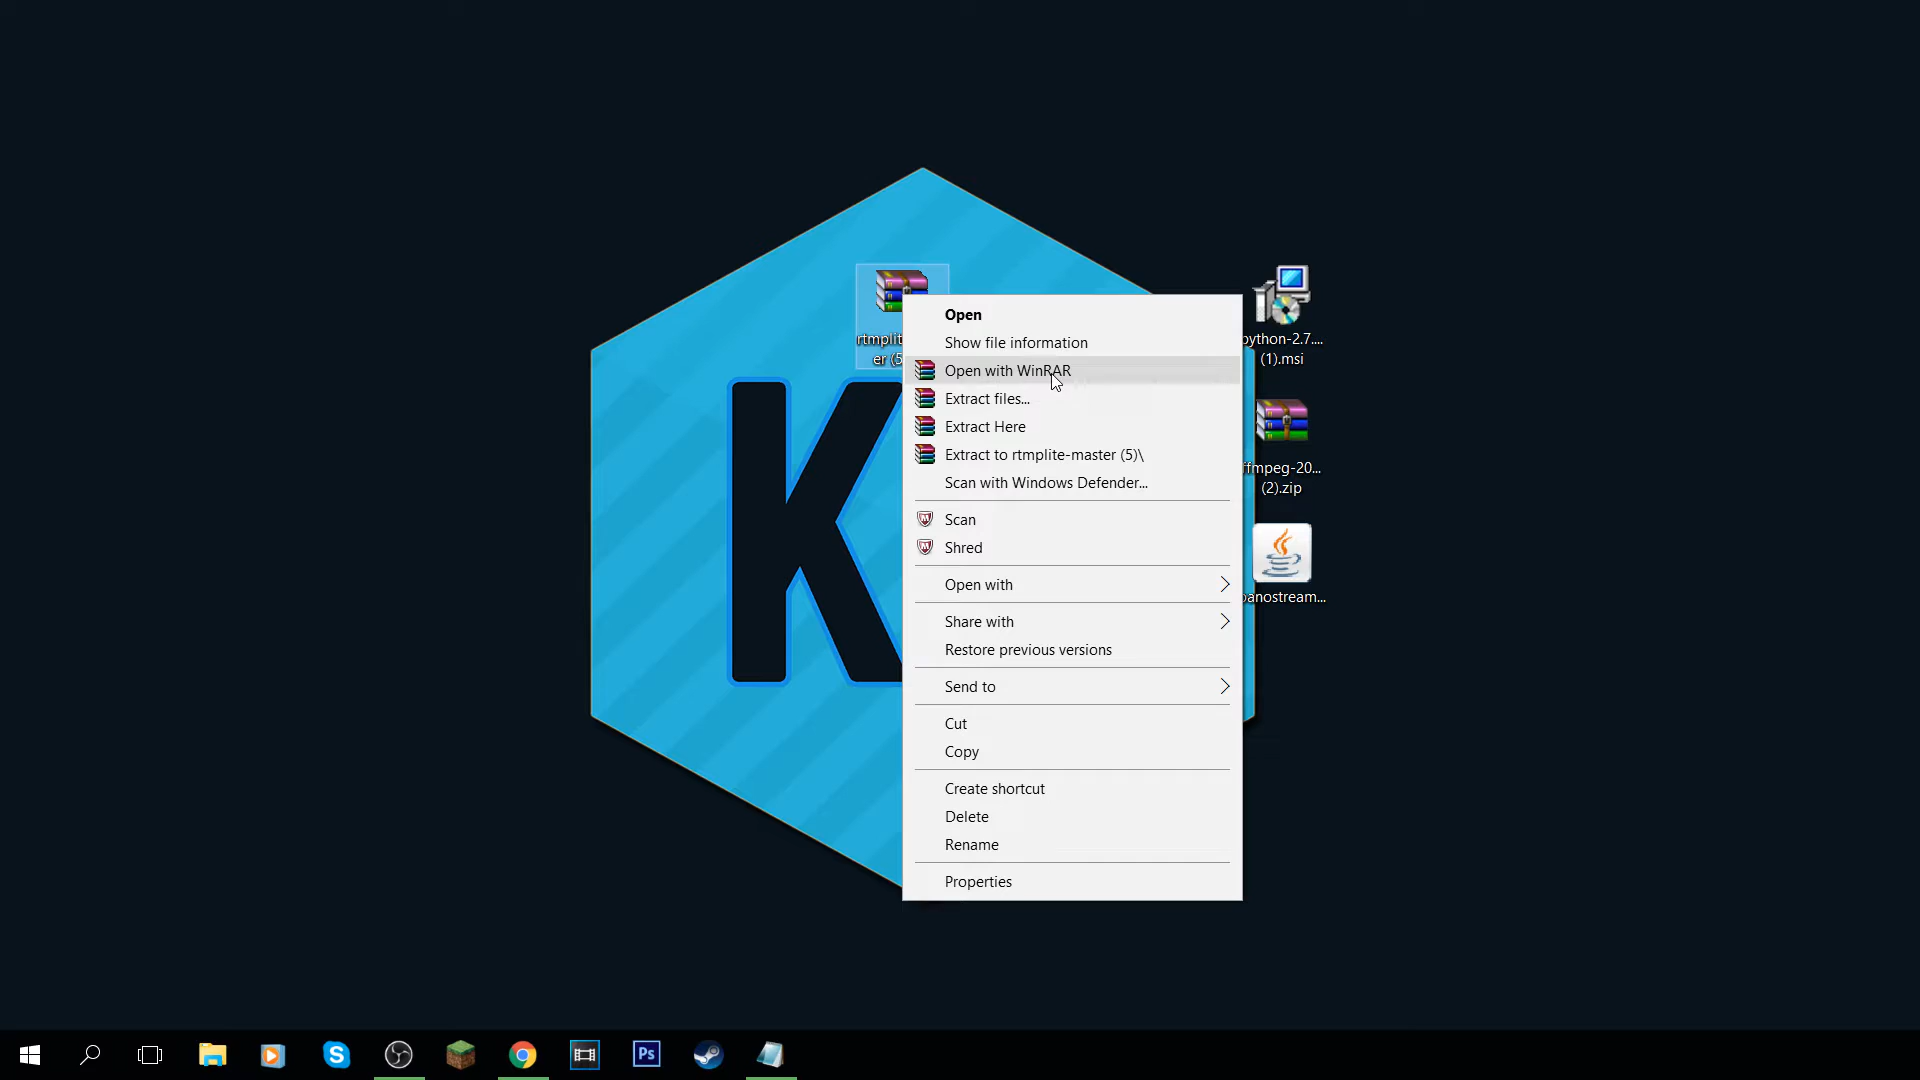 K
rtmplit
er (5
Open
Show file information
Open with WinRAR
Extract files...
Extract Here
Extract to rtmplite-master (5)\
Scan with Windows Defender...
Scan
Shred
Open with
Share with
Restore previous versions
Send to
Cut
Copy
Create shortcut
Delete
Rename
Properties
python-2.7....
(1).msi
ffmpeg-20...
(2).zip
panostream...
Ps